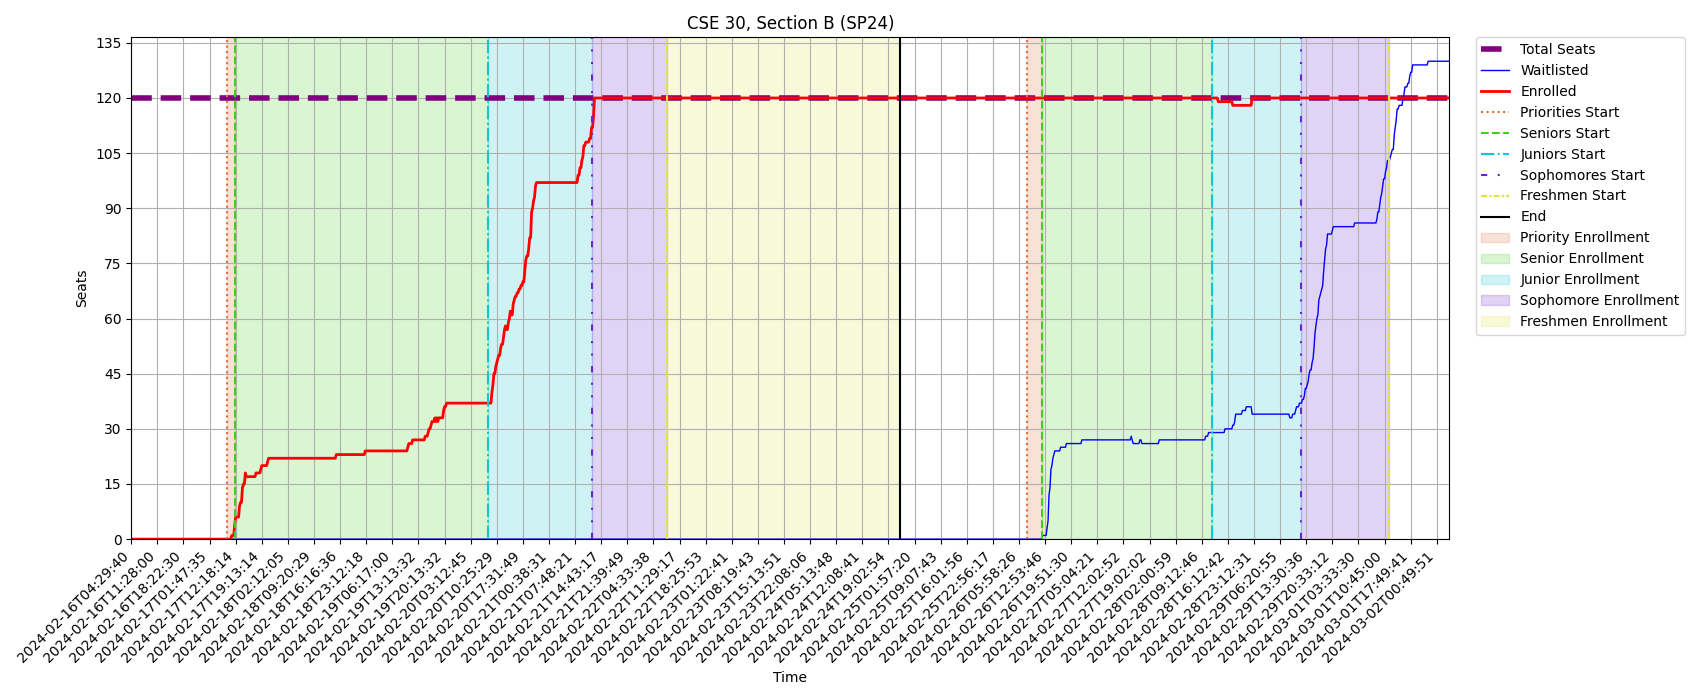 CSE 30, Section B (SP24)
135
120
105
90
75
60
45
30
15
0
Seats
2024-02-16T04:29:40
2024-02-16T11:28:00
2024-02-16T18:22:30
2024-02-17T01:47:35
2024-02-17T12:18:14
2024-02-17T19:13:14
2024-02-18T02:12:05
2024-02-18T09:20:29
2024-02-18T16:16:36
2024-02-18T23:12:18
2024-02-19T06:17:00
2024-02-19T13:13:32
2024-02-19T20:13:32
2024-02-20T03:12:45
2024-02-20T10:25:29
2024-02-20T17:31:49
2024-02-21T00:38:31
2024-02-21T07:48:21
2024-02-21T14:43:17
2024-02-21T21:39:49
2024-02-22T04:33:38
2024-02-22T11:29:17
2024-02-22T18:25:53
2024-02-23T01:22:41
2024-02-23T08:19:43
2024-02-23T15:13:51
2024-02-23T22:08:06
2024-02-24T05:13:48
2024-02-24T12:08:41
2024-02-24T19:02:54
2024-02-25T01:57:20
2024-02-25T09:07:43
2024-02-25T16:01:56
2024-02-25T22:56:17
2024-02-26T05:58:26
2024-02-26T12:53:46
2024-02-26T19:51:30
2024-02-27T05:04:21
2024-02-27T12:02:52
2024-02-27T19:02:02
2024-02-28T02:00:59
2024-02-28T09:12:46
2024-02-28T16:12:42
2024-02-28T23:12:31
2024-02-29T06:20:55
2024-02-29T13:30:36
2024-02-29T20:33:12
2024-03-01T03:33:30
2024-03-01T10:45:00
2024-03-01T17:49:41
2024-03-02T00:49:51
Time
Total Seats
Waitlisted
Enrolled
Priorities Start
Seniors Start
Juniors Start
Sophomores Start
Freshmen Start
End
Priority Enrollment
Senior Enrollment
Junior Enrollment
Sophomore Enrollment
Freshmen Enrollment